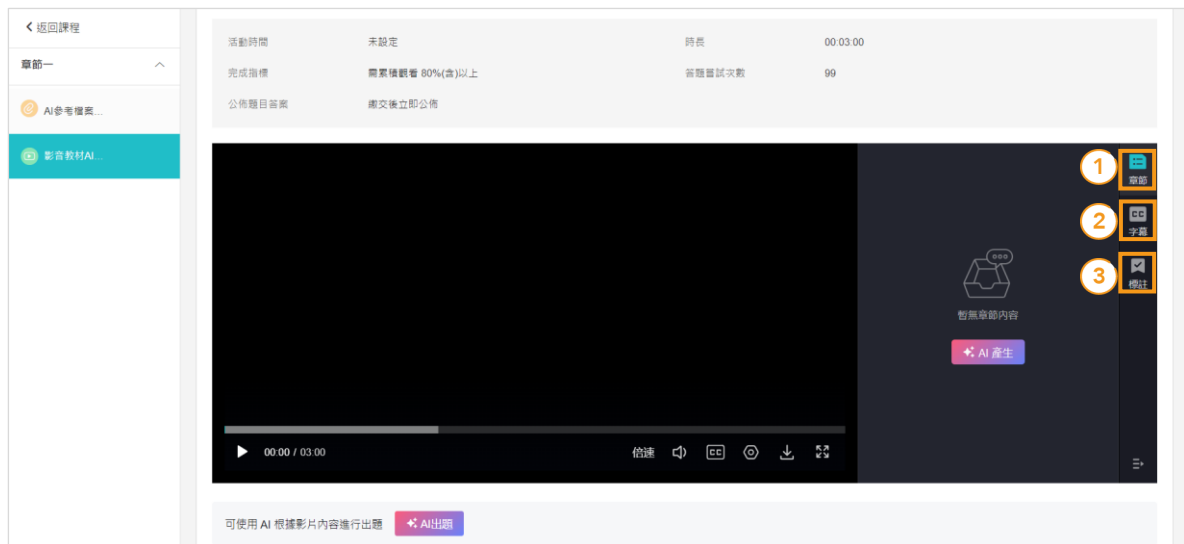 返回課程
章節一
AI參考檔案...
影音教材AI...
活動時間 未設定 時長 00:03:00
完成指標 需累積觀看 80%(含)以上 答題嘗試次數 99
公佈題目答案 繳交後立即公佈
1 章節
2 CC 字幕
3 標註
暫無章節內容
AI 產生
00:00 / 03:00 倍速 CC
可使用 AI 根據影片內容進行出題 AI出題